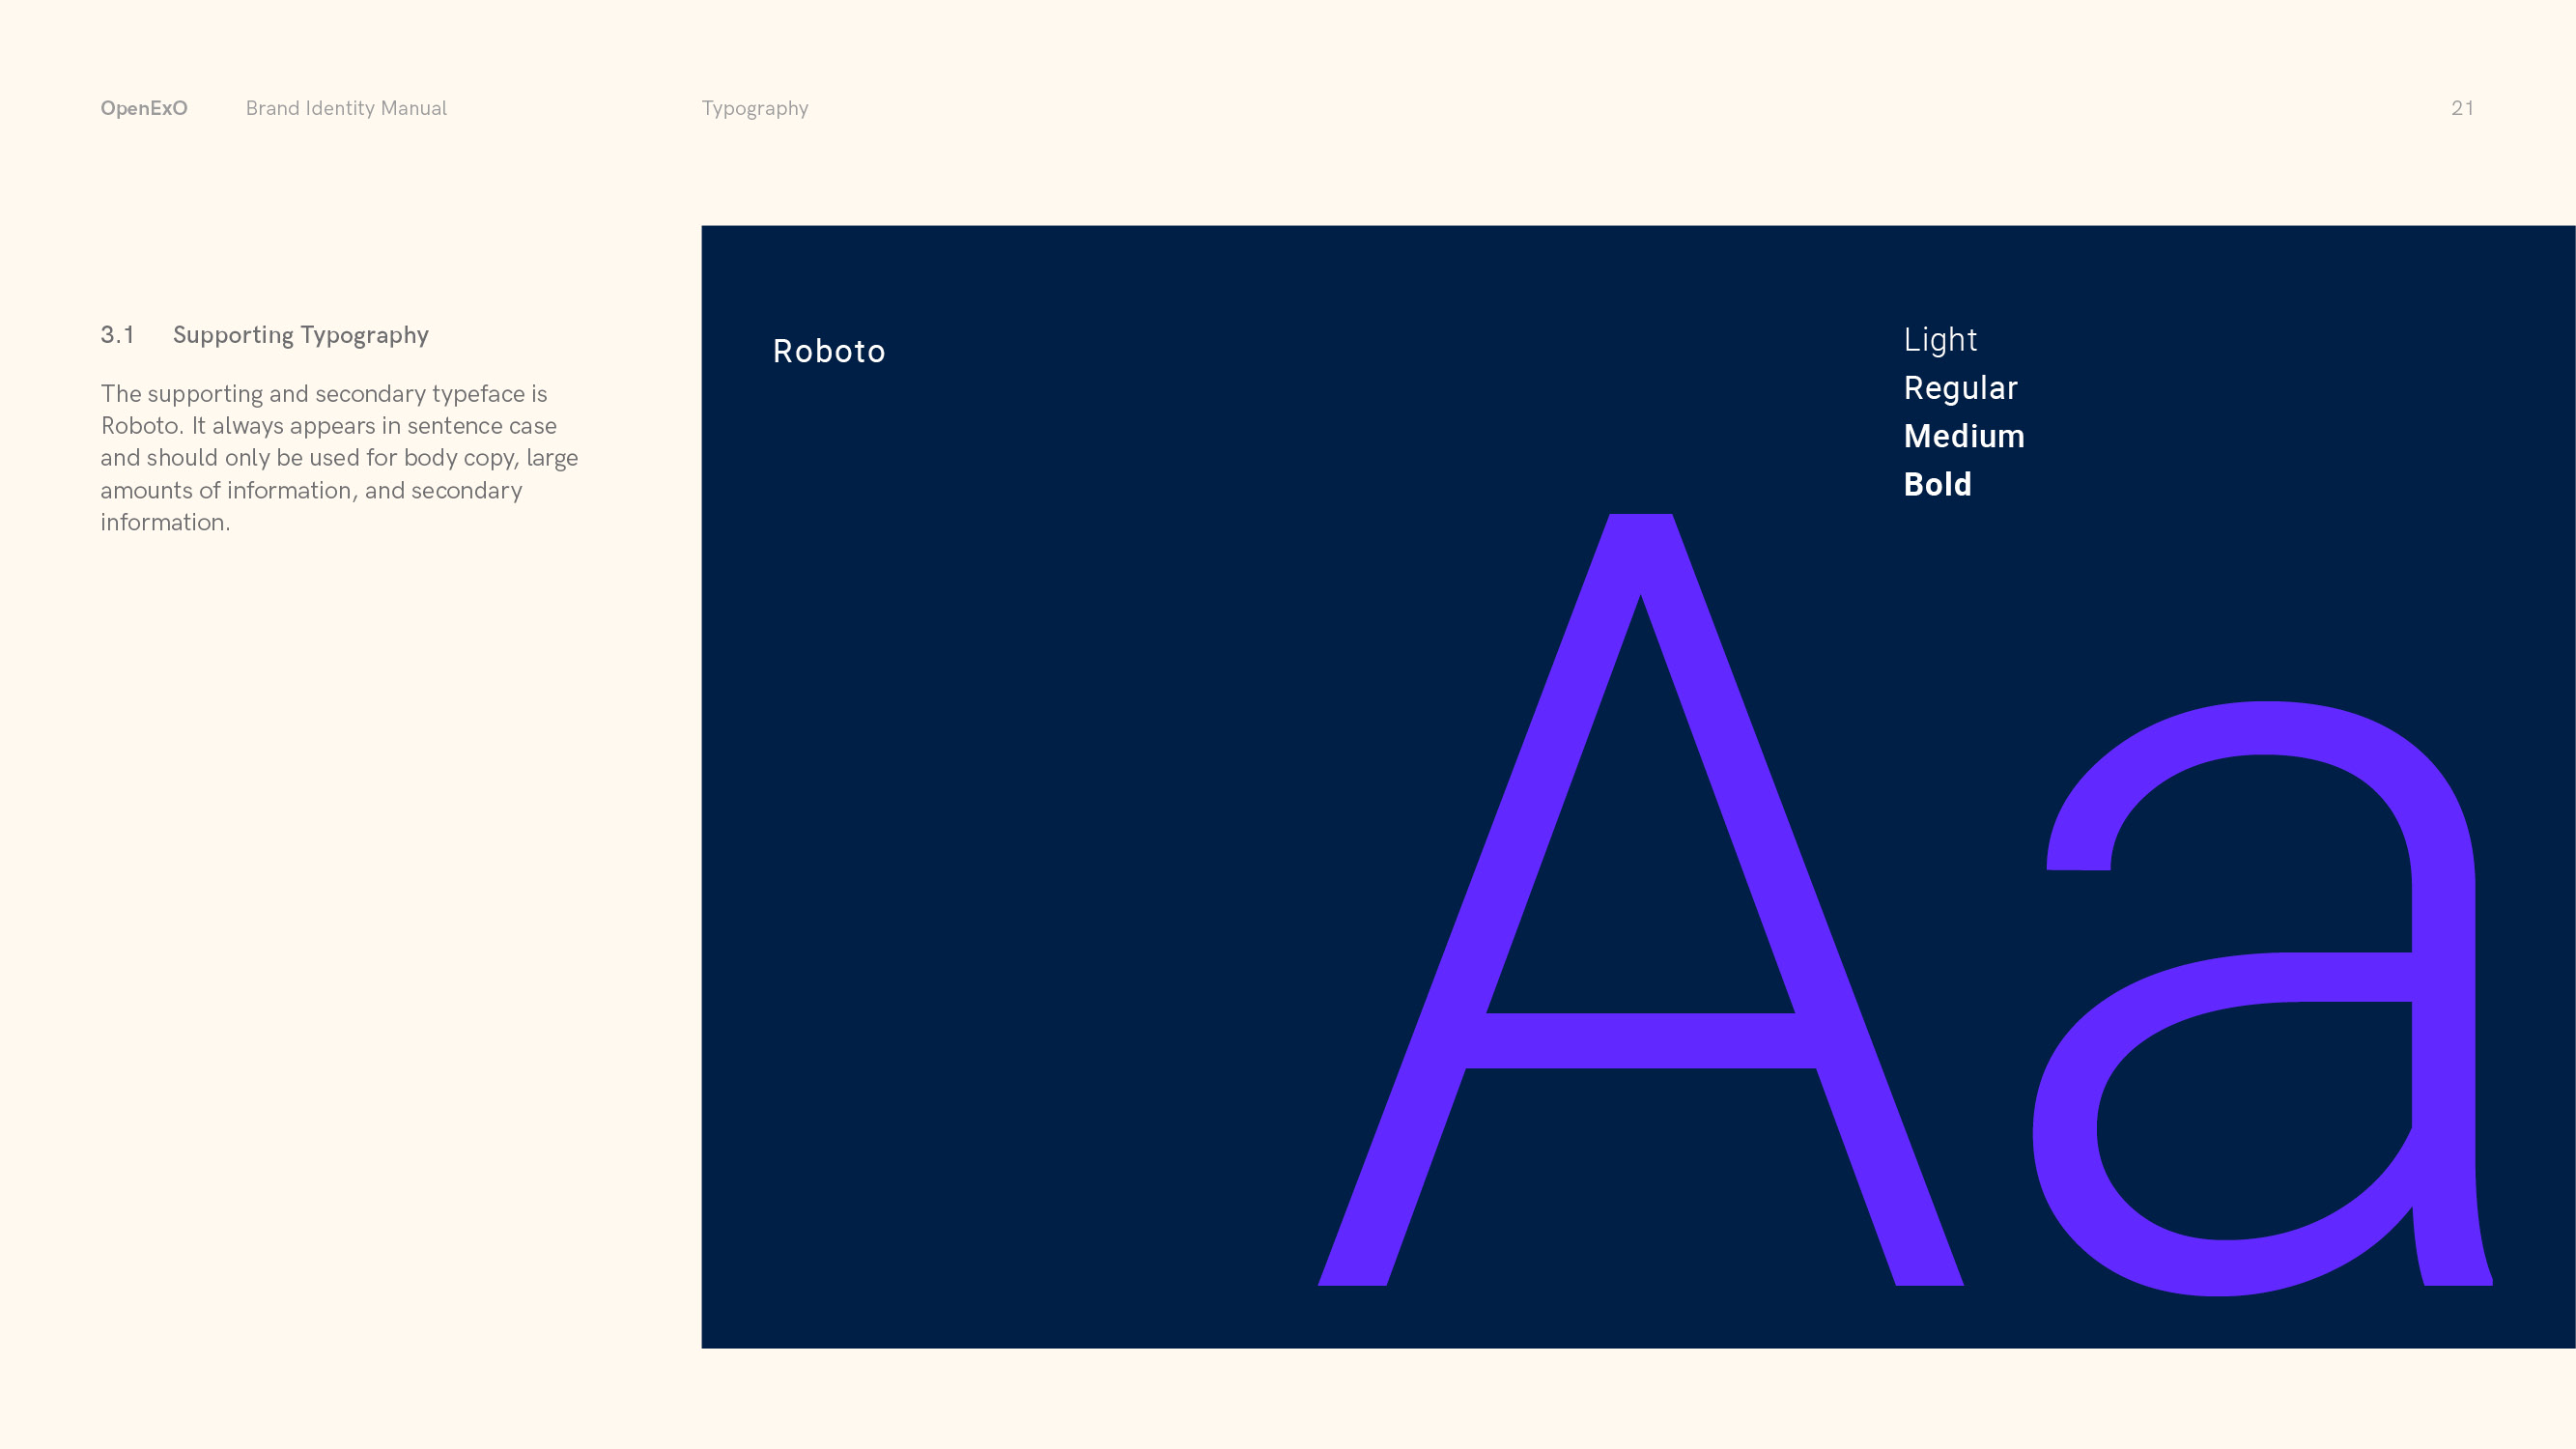 OpenExO Brand Identity Manual Typography 21
3.1 Supporting Typography
The supporting and secondary typeface is
Roboto. It always appears in sentence case
and should only be used for body copy, large
amounts of information, and secondary
information.
Roboto
Light
Regular
Medium
Bold
Aa